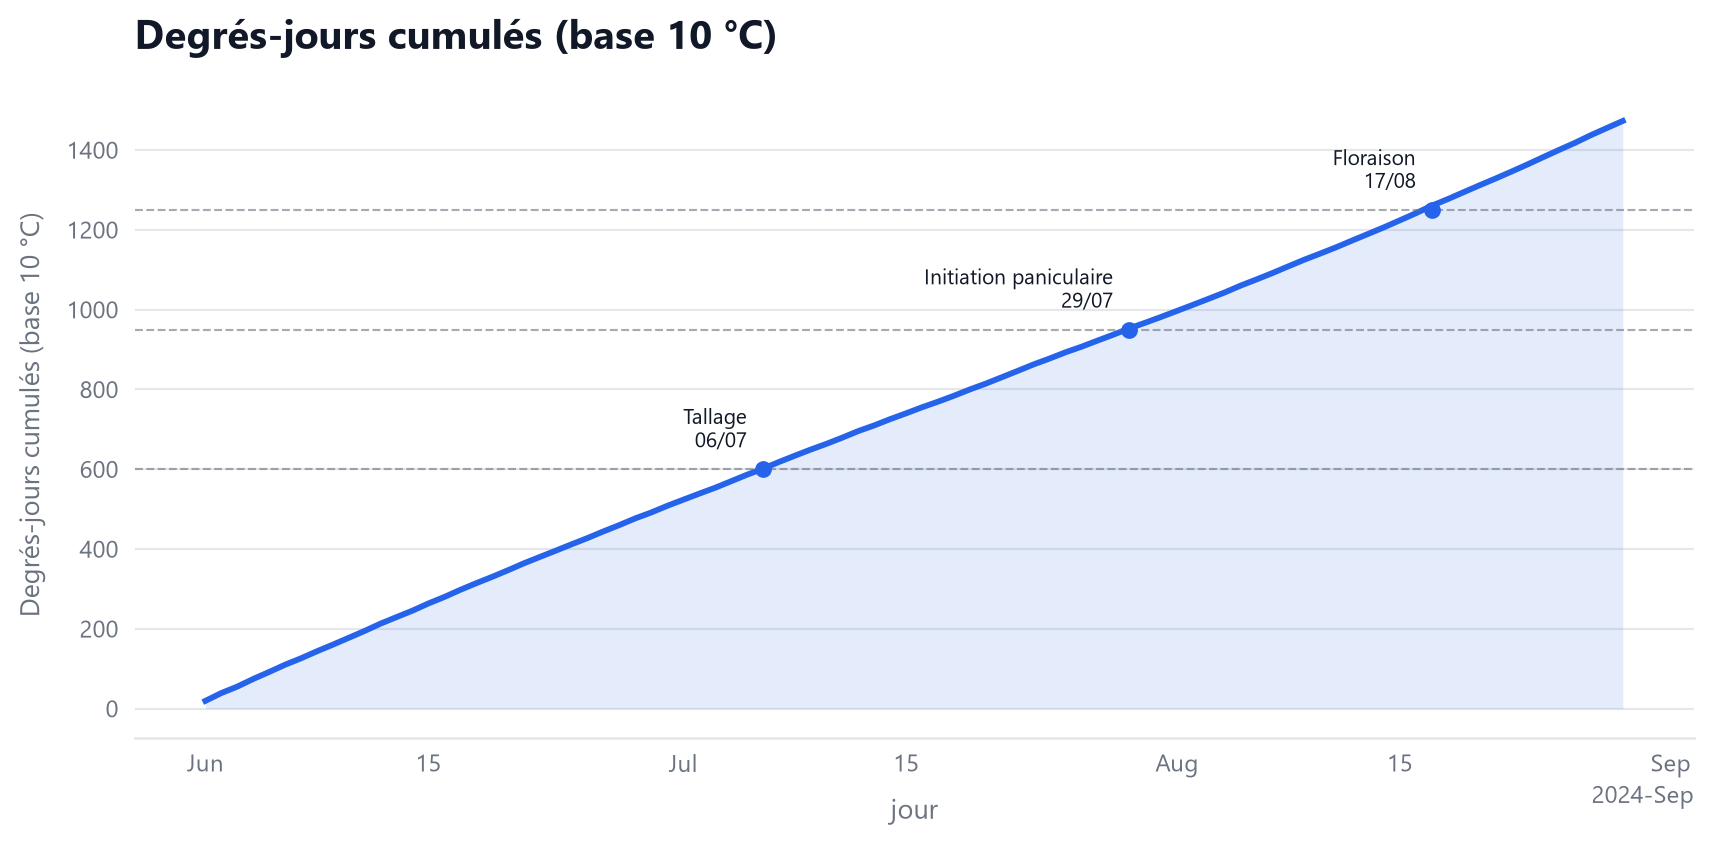 Degrés-jours cumulés (base 10 °C)
Degrés-jours cumulés (base 10 °C)
1400
1200
1000
800
600
400
200
0
Floraison
17/08
Initiation paniculaire
29/07
Tallage
06/07
Jun
15
Jul
15
Aug
15
Sep
2024-Sep
jour